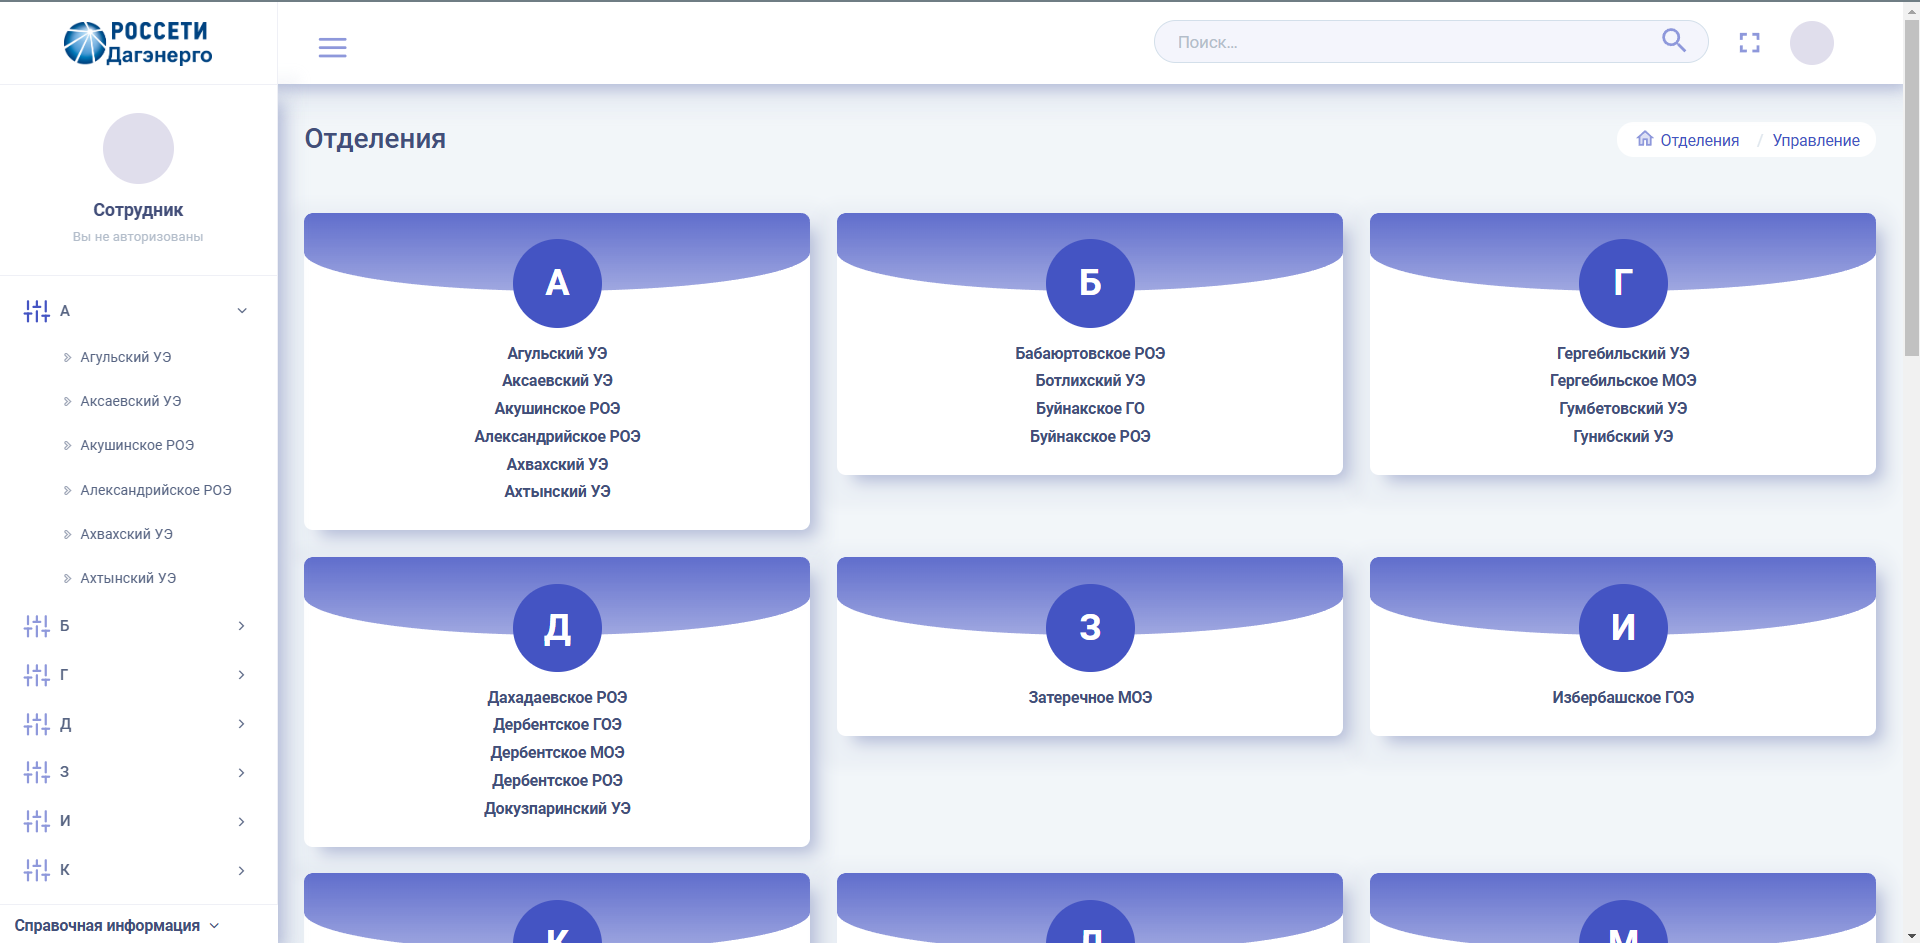 РОССЕТИ
Дагэнерго
Поиск...
Сотрудник
Вы не авторизованы
А
Агульский УЭ
Аксаевский УЭ
Акушинское РОЭ
Александрийское РОЭ
Ахвахский УЭ
Ахтынский УЭ
Б
Г
Д
З
И
К
Справочная информация
Отделения
Отделения / Управление
А
Агульский УЭ
Аксаевский УЭ
Акушинское РОЭ
Александрийское РОЭ
Ахвахский УЭ
Ахтынский УЭ
Б
Бабаюртовское РОЭ
Ботлихский УЭ
Буйнакское ГО
Буйнакское РОЭ
Г
Гергебильский УЭ
Гергебильское МОЭ
Гумбетовский УЭ
Гунибский УЭ
Д
Дахадаевское РОЭ
Дербентское ГОЭ
Дербентское МОЭ
Дербентское РОЭ
Докузпаринский УЭ
З
Затеречное МОЭ
И
Избербашское ГОЭ
К
Л
М